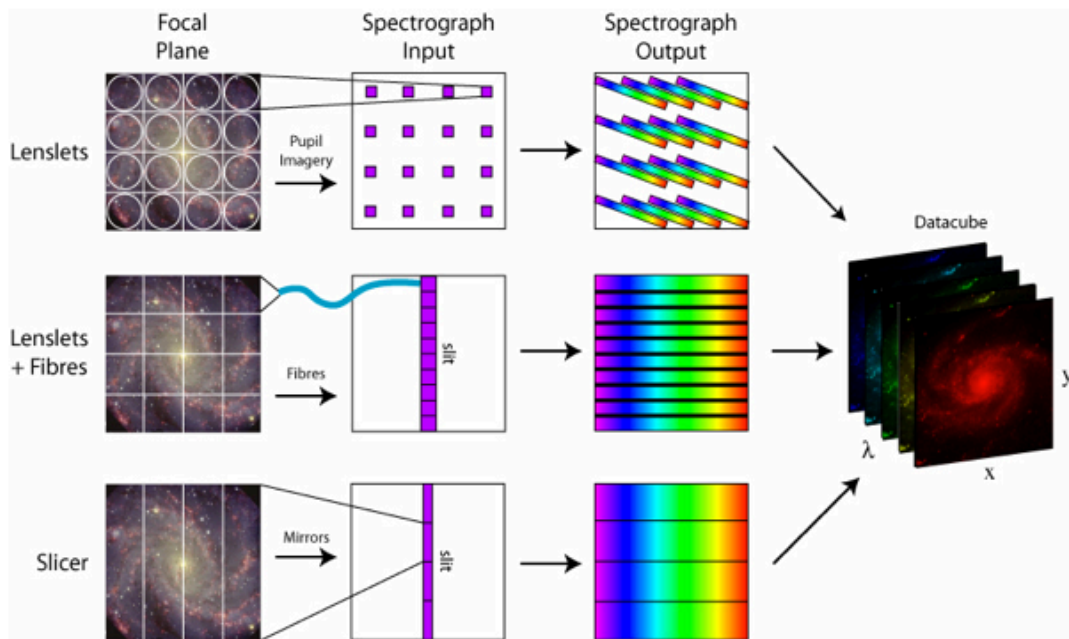 Focal
Plane
Spectrograph
Input
Spectrograph
Output
Lenslets
Pupil
Imagery
Datacube
Lenslets
+ Fibres
Fibres
slit
y
λ
x
Slicer
Mirrors
slit